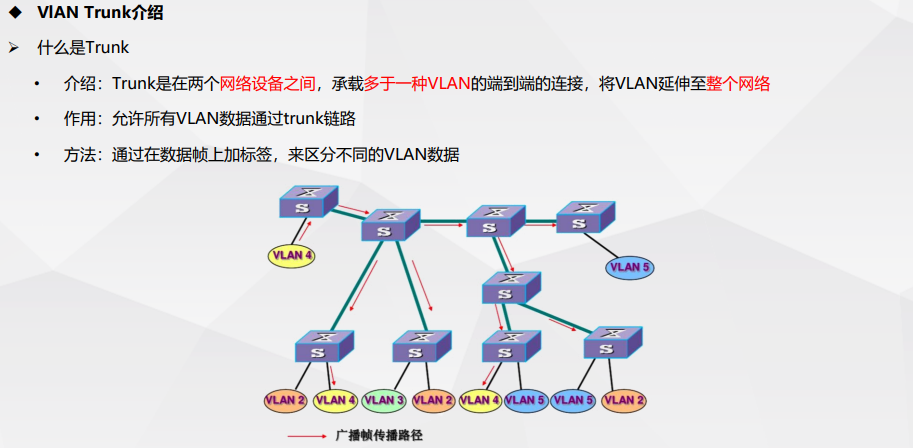 ◆ VlAN Trunk介绍
➢ 什么是Trunk
• 介绍：Trunk是在两个网络设备之间，承载多于一种VLAN的端到端的连接，将VLAN延伸至整个网络
• 作用：允许所有VLAN数据通过trunk链路
• 方法：通过在数据帧上加标签，来区分不同的VLAN数据
S
S
S
S
VLAN 4
VLAN 5
S
S
S
S
S
VLAN 2 VLAN 4 VLAN 3 VLAN 2 VLAN 4 VLAN 5 VLAN 5 VLAN 2
广播帧传播路径